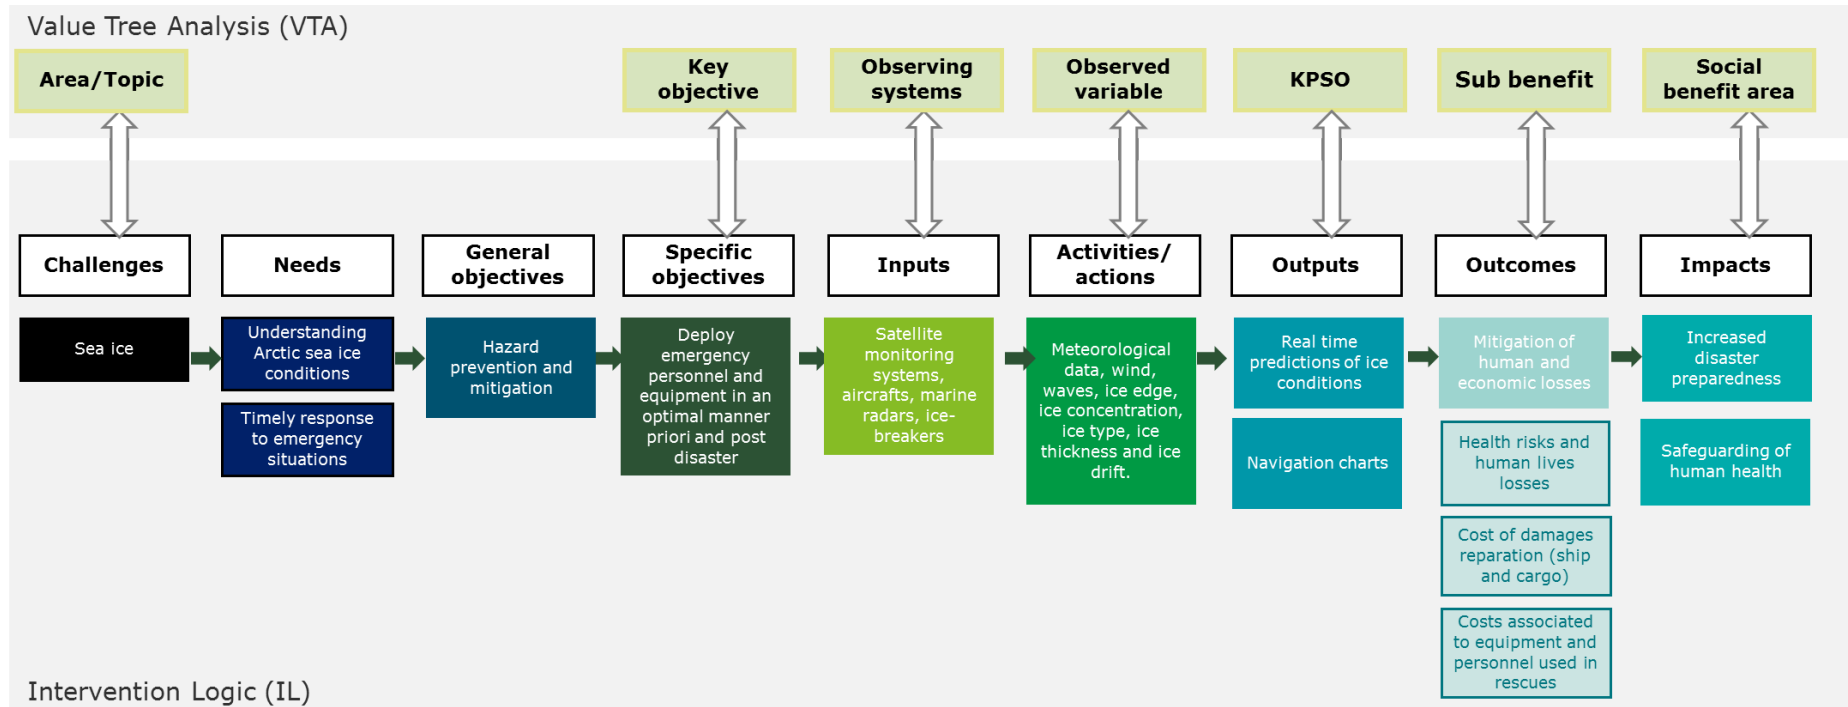 Value Tree Analysis (VTA)
Area/Topic
Key
objective
Observing
systems
Observed
variable
KPSO
Sub benefit
Social
benefit area
Challenges
Needs
General
objectives
Specific
objectives
Inputs
Activities/
actions
Outputs
Outcomes
Impacts
Sea ice
Understanding
Arctic sea ice
conditions
Timely response
to emergency
situations
Hazard
prevention and
mitigation
Deploy
emergency
personnel and
equipment in an
optimal manner
priori and post
disaster
Satellite
monitoring
systems,
aircrafts, marine
radars, ice-
breakers
Meteorological
data, wind,
waves, ice edge,
ice concentration,
ice type, ice
thickness and ice
drift.
Real time
predictions of ice
conditions
Navigation charts
Mitigation of
human and
economic losses
Health risks and
human lives
losses
Cost of damages
reparation (ship
and cargo)
Costs associated
to equipment and
personnel used in
rescues
Increased
disaster
preparedness
Safeguarding of
human health
Intervention Logic (IL)